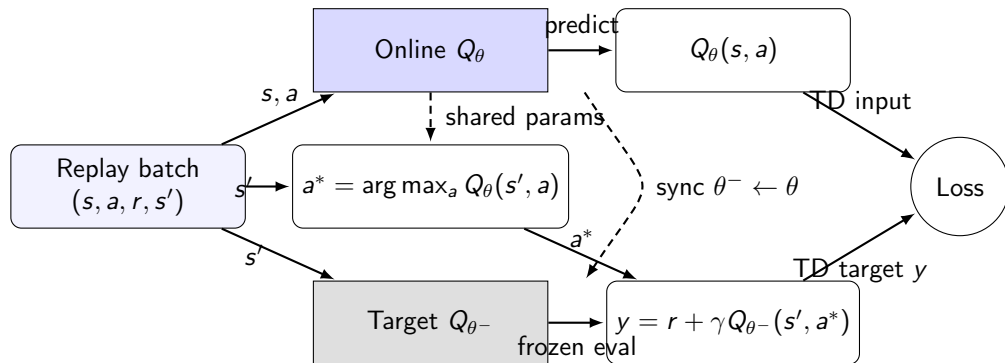 Online Q_θ
predict
Q_θ(s, a)
s, a
shared params
TD input
Replay batch
(s, a, r, s′)
s′
a* = arg max_a Q_θ(s′, a)
sync θ⁻ ← θ
Loss
s′
a*
TD target y
Target Q_θ⁻
frozen eval
y = r + γQ_θ⁻(s′, a*)